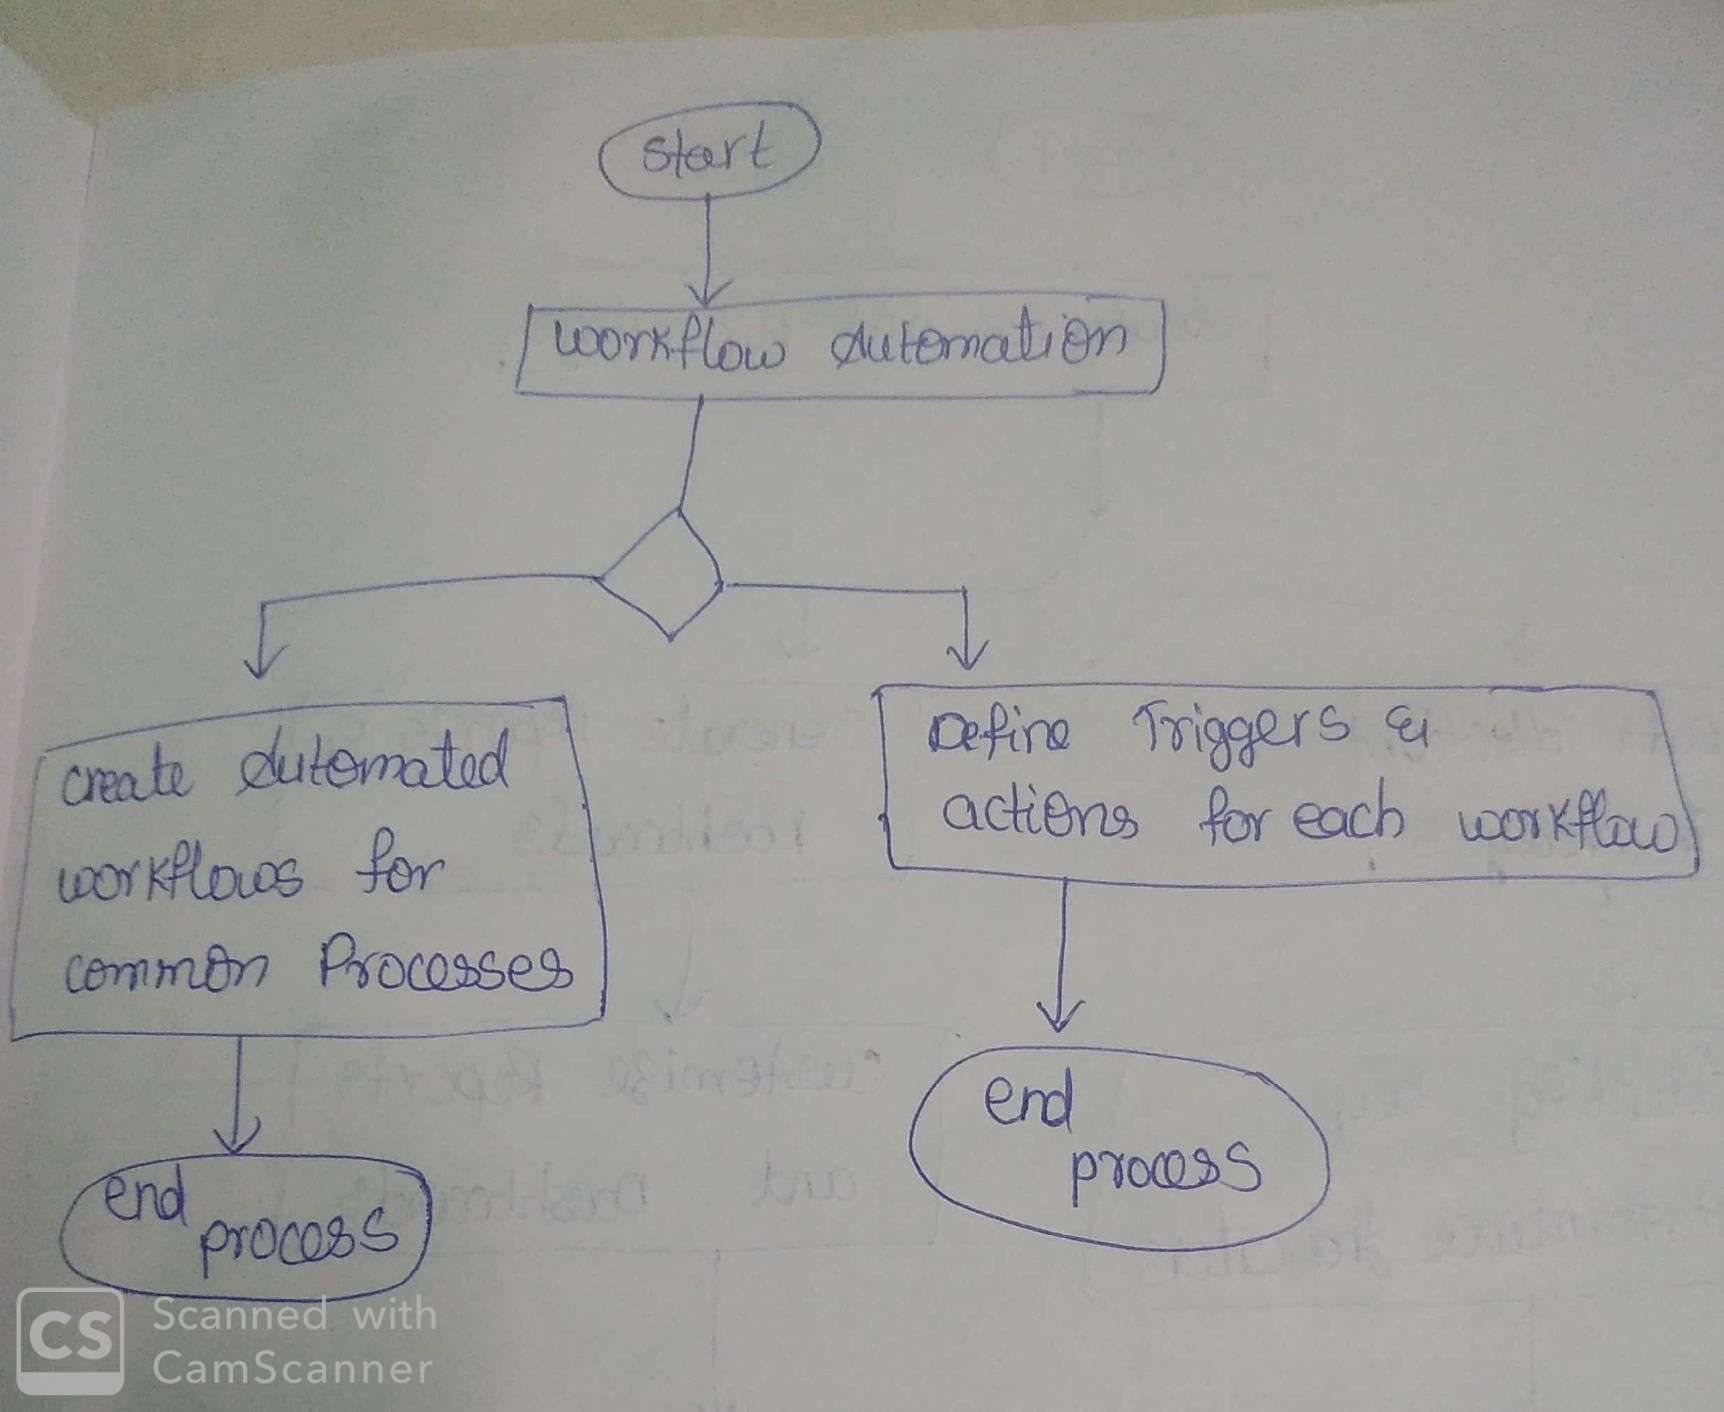 start
workflow Automation
create Automated
workflows for
common Processes
Define Triggers &
actions for each workflow
end
process
end
process
CS
Scanned with
CamScanner